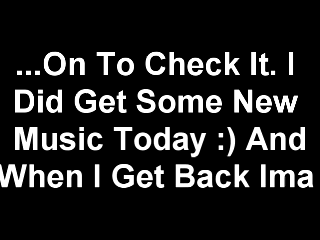 ...On To Check It. I
Did Get Some New
Music Today :) And
When I Get Back Ima